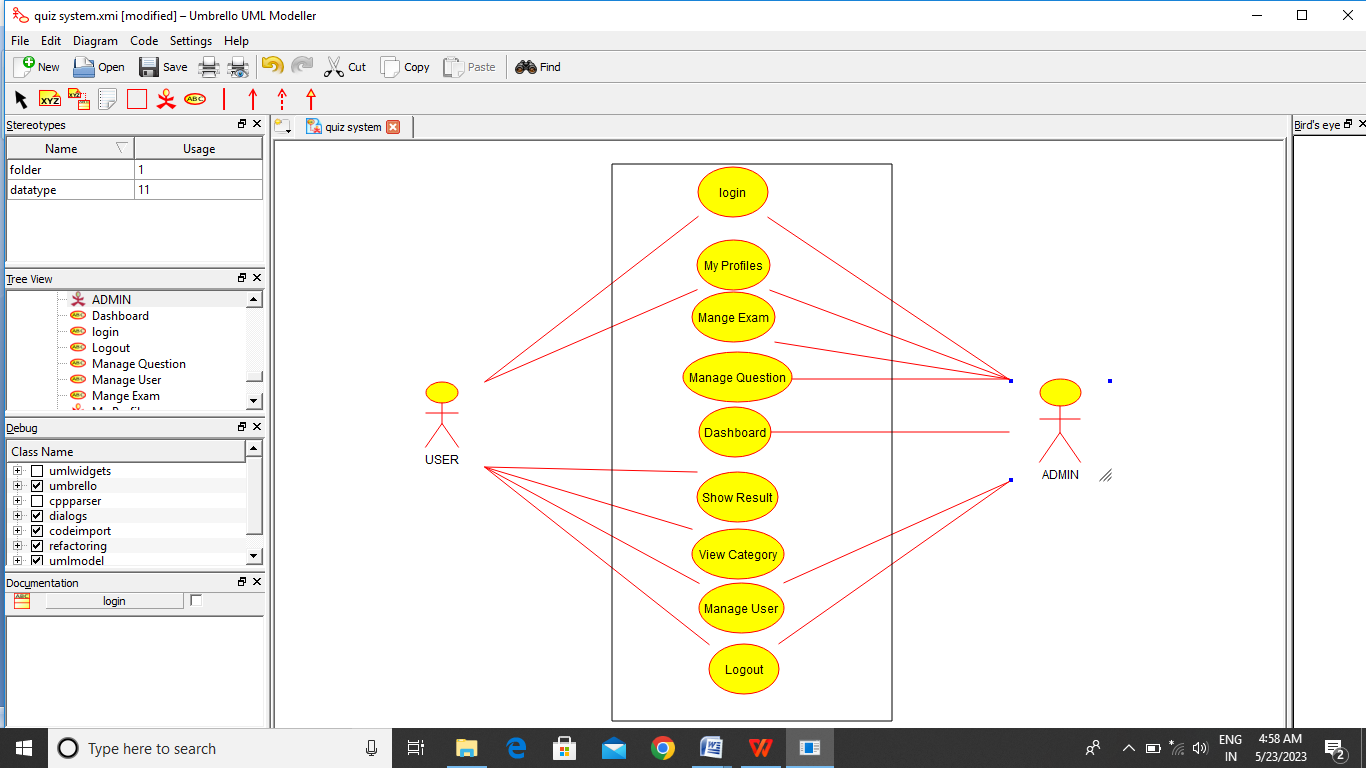 quiz system.xmi [modified] – Umbrello UML Modeller
File Edit Diagram Code Settings Help
New Open Save Cut Copy Paste Find
XYZ XYZ ABC
Stereotypes
Name Usage
folder 1
datatype 11
Tree View
ADMIN
Dashboard
login
Logout
Manage Question
Manage User
Mange Exam
Debug
Class Name
umlwidgets
umbrello
cppparser
dialogs
codeimport
refactoring
umlmodel
Documentation
login
quiz system
login
My Profiles
Mange Exam
Manage Question
Dashboard
Show Result
View Category
Manage User
Logout
USER
ADMIN
Bird's eye
Type here to search
ENG
IN
4:58 AM
5/23/2023
2